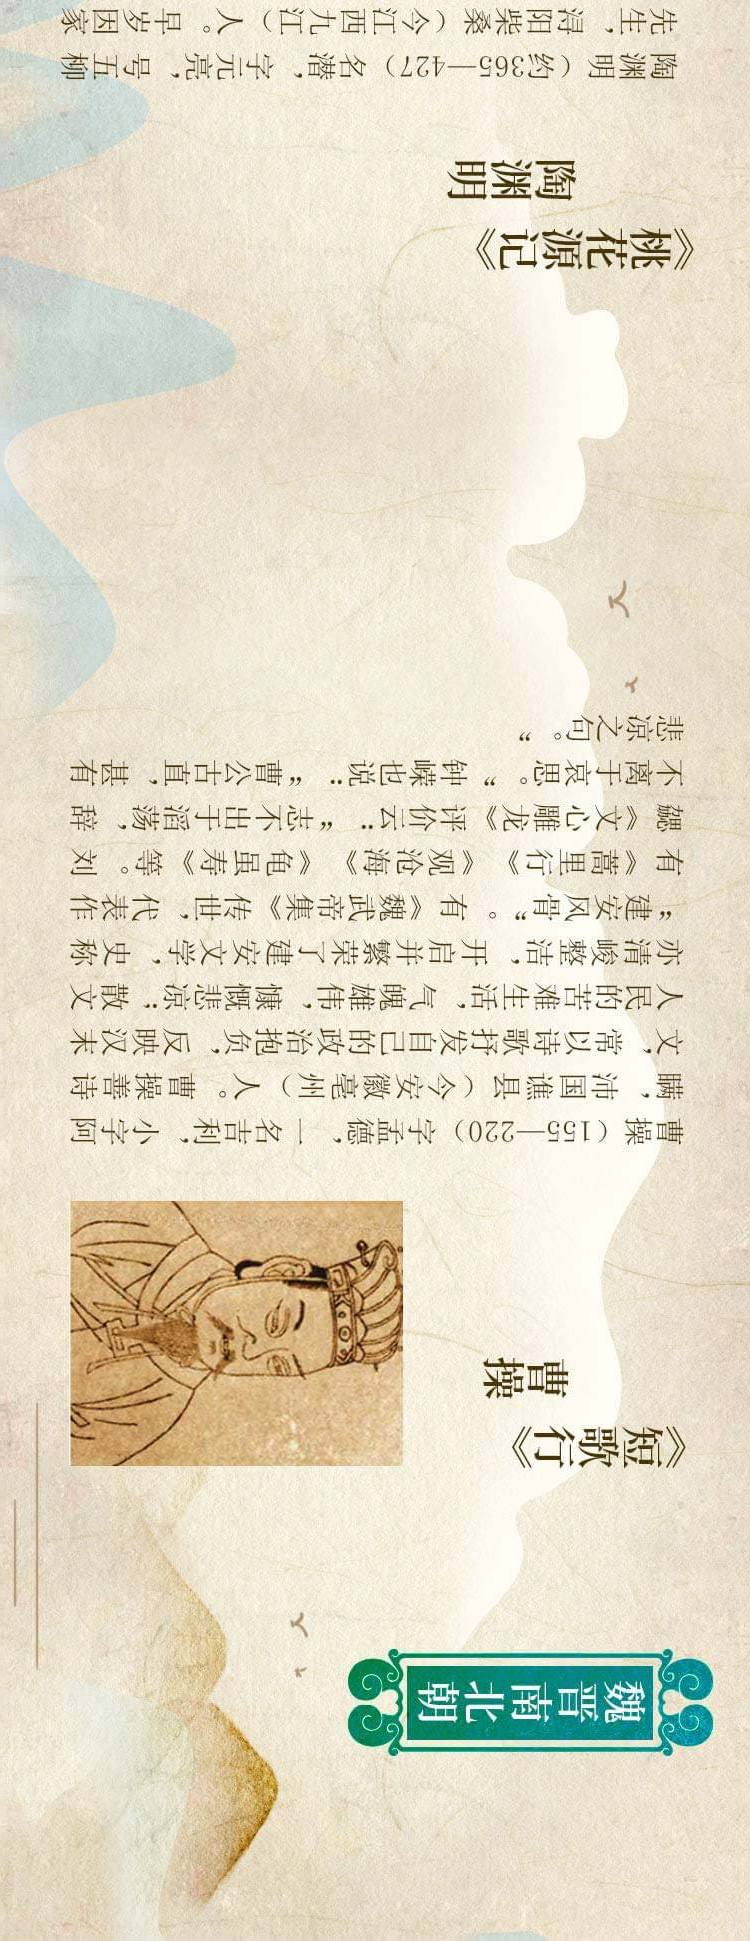 魏晋南北朝
《短歌行》
曹操
曹操（155—220）字孟德，一名吉利，小字阿
瞒，沛国谯县（今安徽亳州）人。曹操善诗
文，常以诗歌抒发自己的政治抱负，反映汉末
人民的苦难生活，气魄雄伟，慷慨悲凉；散文
亦清峻整洁，开启并繁荣了建安文学，史称
“建安风骨”。有《魏武帝集》传世，代表作
有《蒿里行》《观沧海》《龟虽寿》等。刘
勰《文心雕龙》评价云：“志不出于滔荡，辞
不离于哀思。”钟嵘也说：“曹公古直，甚有
悲凉之句。”
《桃花源记》
陶渊明
陶渊明（约365—427）名潜，字元亮，号五柳
先生，浔阳柴桑（今江西九江）人。早岁因家